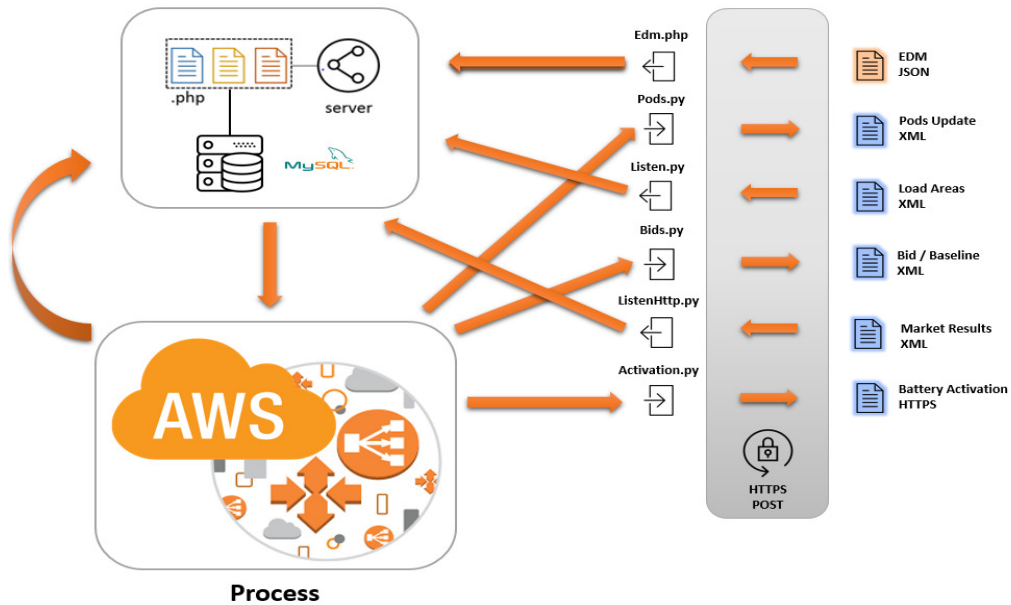 .php
server
MySQL
AWS
Process
Edm.php
Pods.py
Listen.py
Bids.py
ListenHttp.py
Activation.py
HTTPS
POST
EDM
JSON
Pods Update
XML
Load Areas
XML
Bid / Baseline
XML
Market Results
XML
Battery Activation
HTTPS